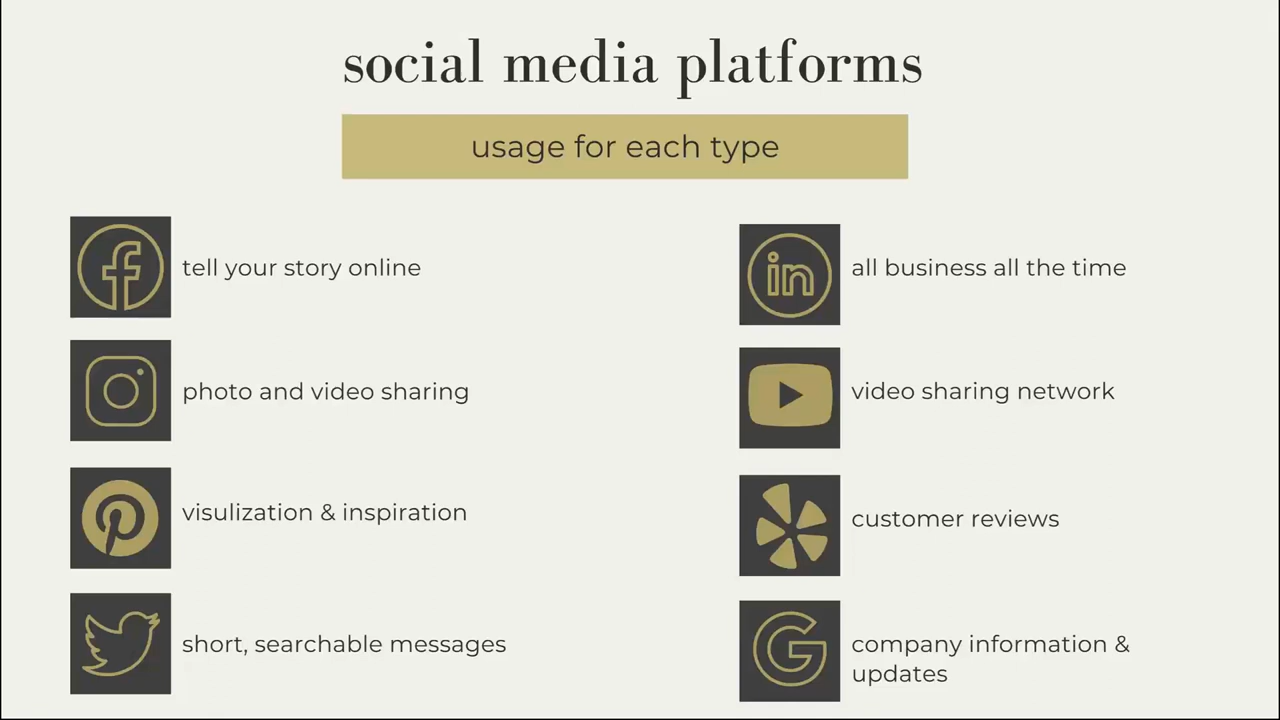 social media platforms
usage for each type
tell your story online
photo and video sharing
visulization & inspiration
short, searchable messages
in
all business all the time
video sharing network
customer reviews
company information &
updates